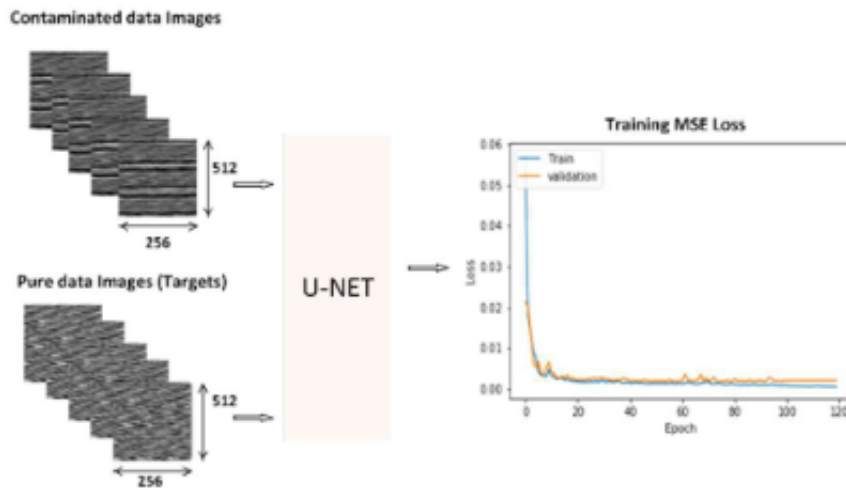 Contaminated data Images
512
256
Pure data Images (Targets)
512
256
U-NET
Training MSE Loss
Train
validation
0.06
0.05
0.04
0.03
0.02
0.01
0.00
Loss
0
20
40
60
80
100
120
Epoch